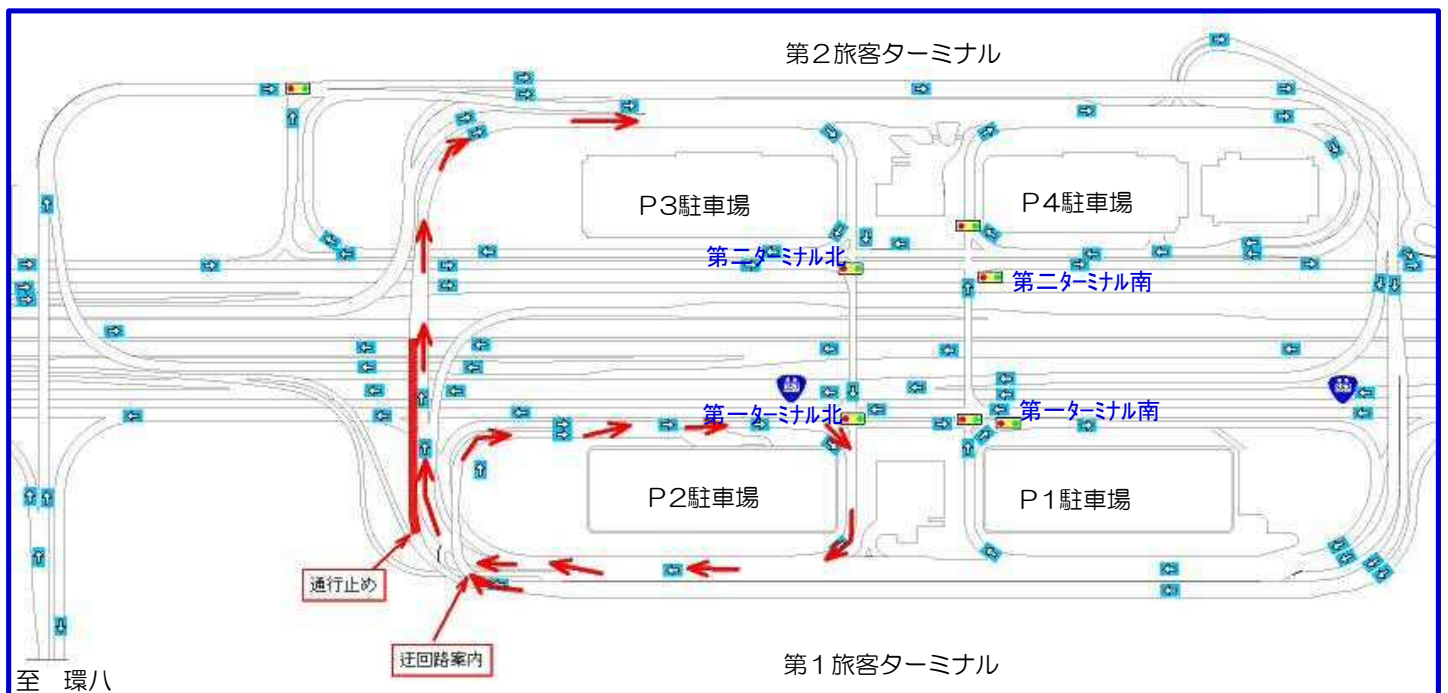 第2旅客ターミナル
P3駐車場
P4駐車場
第二ターミナル北
第二ターミナル南
第一ターミナル北
第一ターミナル南
P2駐車場
P1駐車場
通行止め
迂回路案内
第1旅客ターミナル
至 環八